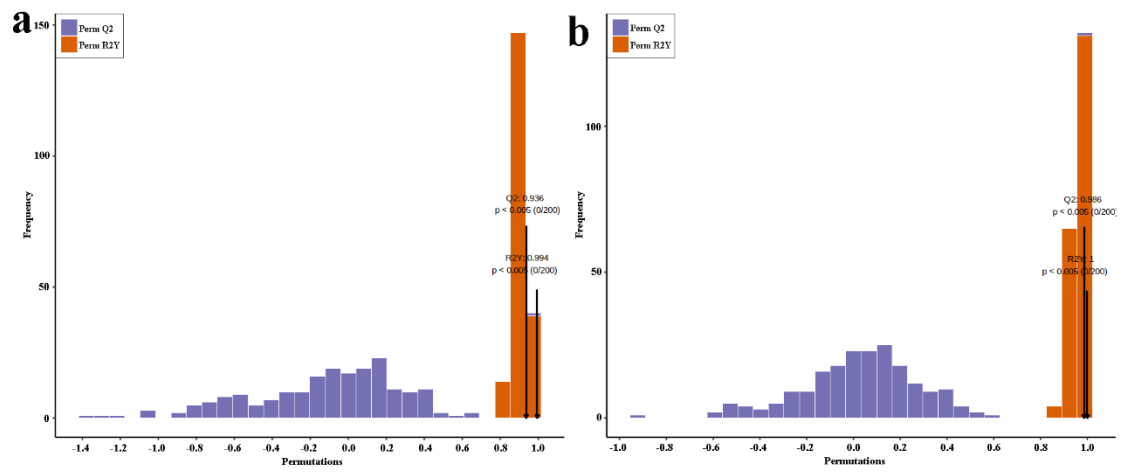 a
Perm Q2
Perm R2Y
150
100
50
0
Frequency
Q2: 0.936
p < 0.005 (0/200)
R2Y: 0.994
p < 0.005 (0/200)
-1.4 -1.2 -1.0 -0.8 -0.6 -0.4 -0.2 0.0 0.2 0.4 0.6 0.8 1.0
Permutations
b
Perm Q2
Perm R2Y
100
50
0
Frequency
Q2: 0.986
p < 0.005 (0/200)
R2Y: 1
p < 0.005 (0/200)
-1.0 -0.8 -0.6 -0.4 -0.2 0.0 0.2 0.4 0.6 0.8 1.0
Permutations